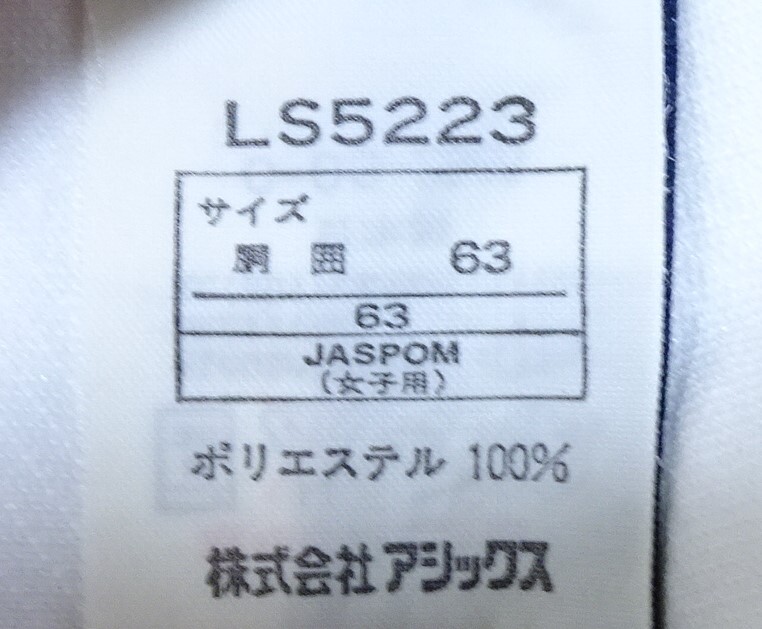 LS5223
サイズ
胴囲 63
63
JASPOM
(女子用)
ポリエステル 100%
株式会社アシックス